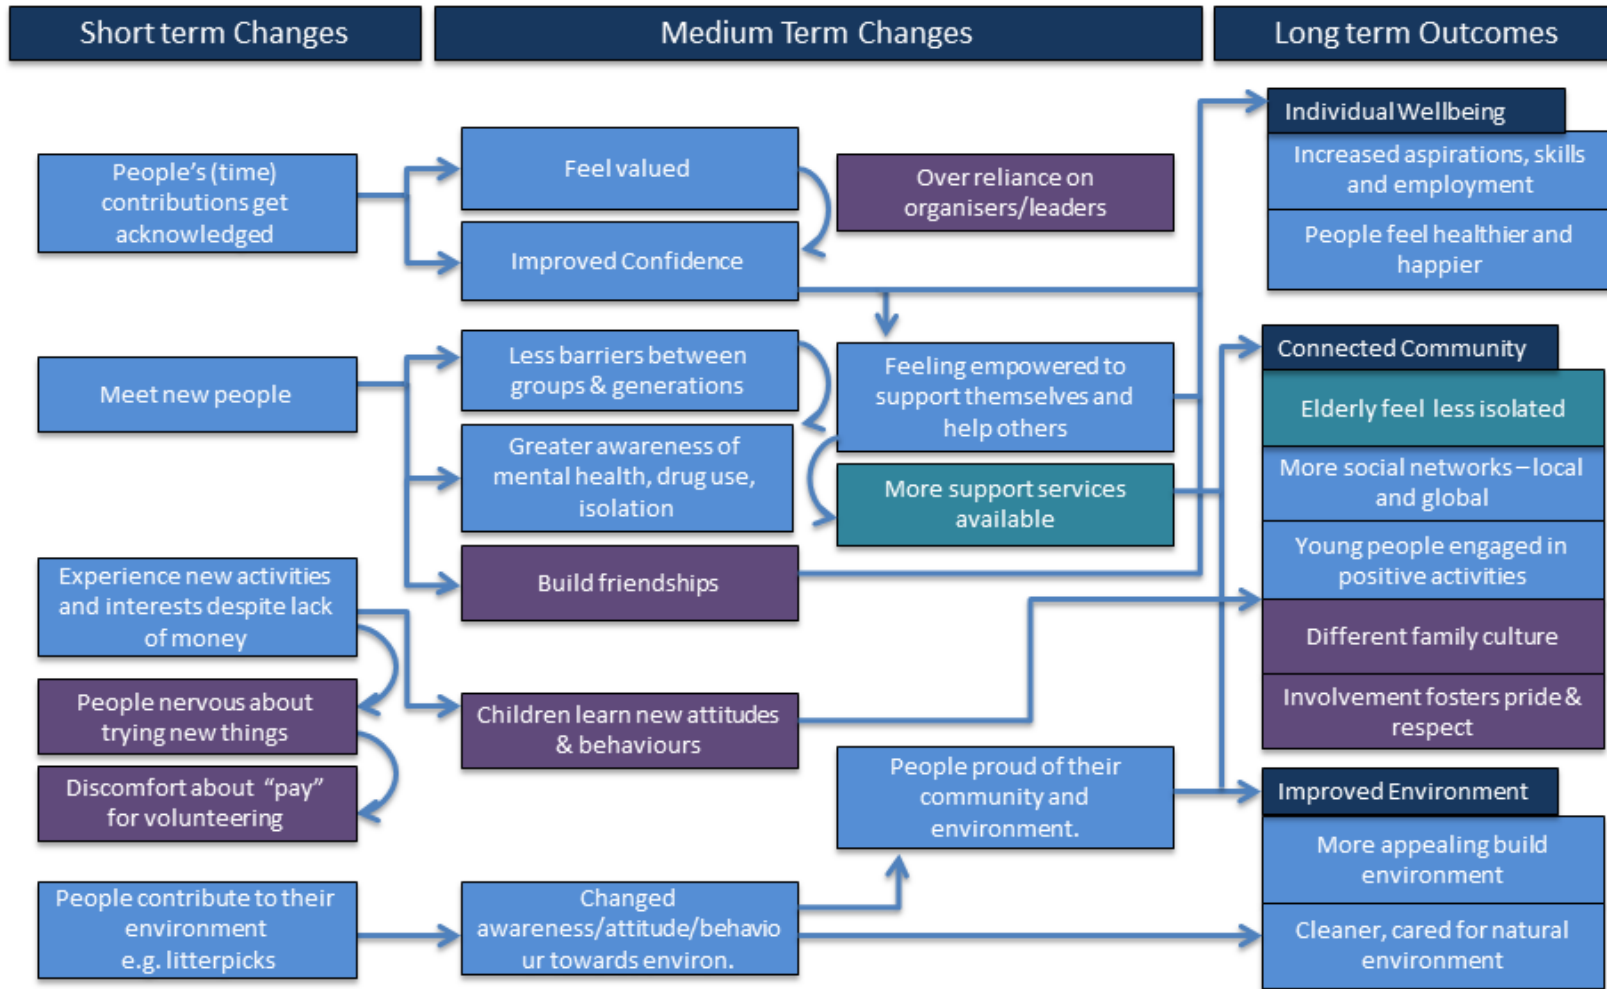 Short term Changes
Medium Term Changes
Long term Outcomes
People's (time)
contributions get
acknowledged
Meet new people
Experience new activities
and interests despite lack
of money
People nervous about
trying new things
Discomfort about "pay"
for volunteering
People contribute to their
environment
e.g. litterpicks
Feel valued
Improved Confidence
Less barriers between
groups & generations
Greater awareness of
mental health, drug use,
isolation
Build friendships
Children learn new attitudes
& behaviours
Changed
awareness/attitude/behavio
ur towards environ.
Over reliance on
organisers/leaders
Feeling empowered to
support themselves and
help others
More support services
available
People proud of their
community and
environment.
Individual Wellbeing
Increased aspirations, skills
and employment
People feel healthier and
happier
Connected Community
Elderly feel less isolated
More social networks – local
and global
Young people engaged in
positive activities
Different family culture
Involvement fosters pride &
respect
Improved Environment
More appealing build
environment
Cleaner, cared for natural
environment